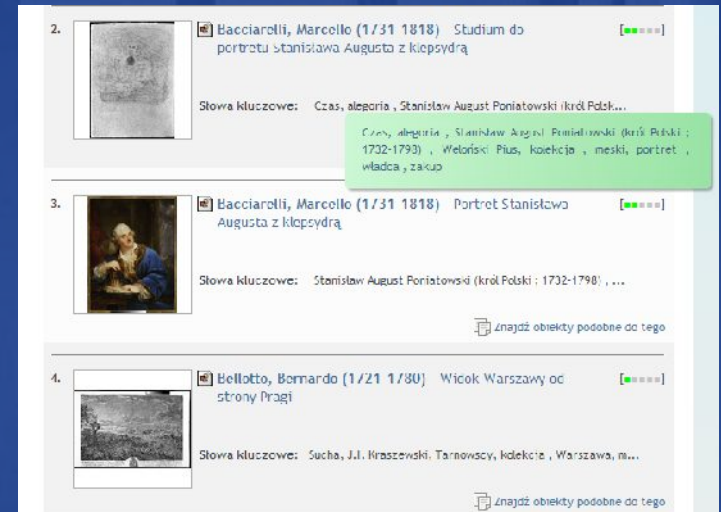 2.
Bacciarelli, Marcello (1731-1818) Studium do
portretu Stanisława Augusta z klepsydrą
[]
Słowa kluczowe: Czas, alegoria , Stanisław August Poniatowski (król Polsk...
Czas, alegoria , Stanisław August Poniatowski (król Polski ;
1732-1798) , Weloński Pius, kolekcja , męski, portret ,
władca , zakup
3.
Bacciarelli, Marcello (1731-1818) Portret Stanisława
Augusta z klepsydrą
[]
Słowa kluczowe: Stanisław August Poniatowski (król Polski ; 1732-1798) , ...
Znajdź obiekty podobne do tego
4.
Bellotto, Bernardo (1721-1780) Widok Warszawy od
strony Pragi
[]
Słowa kluczowe: Sucha, J.I. Kraszewski, Tarnowscy, kolekcja , Warszawa, m...
Znajdź obiekty podobne do tego